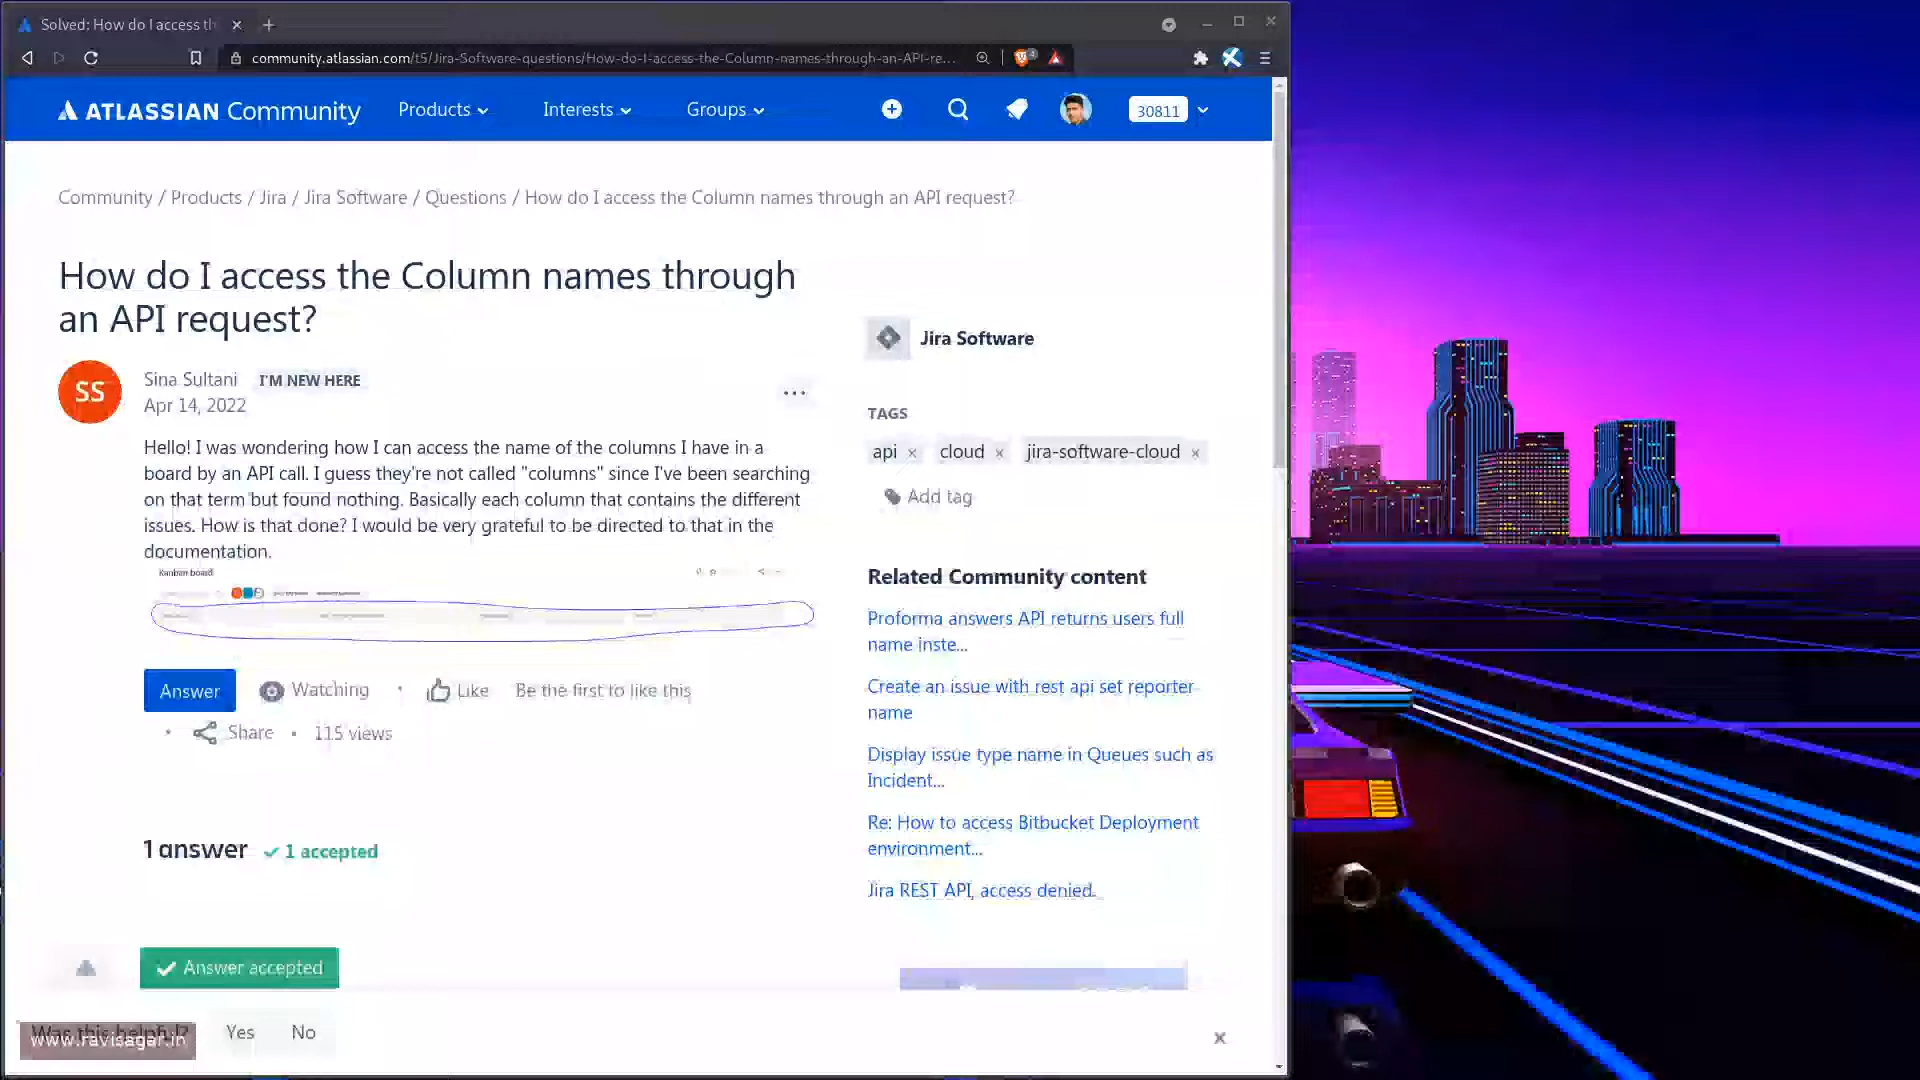 Solved: How do I access th
community.atlassian.com/t5/Jira-Software-questions/How-do-I-access-the-Column-names-through-an-API-re...
4
ATLASSIAN Community
Products
Interests
Groups
30811
Community / Products / Jira / Jira Software / Questions / How do I access the Column names through an API request?
How do I access the Column names through
an API request?
SS
Sina Sultani I'M NEW HERE
Apr 14, 2022
Hello! I was wondering how I can access the name of the columns I have in a
board by an API call. I guess they're not called "columns" since I've been searching
on that term but found nothing. Basically each column that contains the different
issues. How is that done? I would be very grateful to be directed to that in the
documentation.
Kanban board
Answer
Watching
Like
Be the first to like this
Share
115 views
1 answer
1 accepted
Answer accepted
Jira Software
TAGS
api ×
cloud ×
jira-software-cloud ×
Add tag
Related Community content
Proforma answers API returns users full
name inste...
Create an issue with rest api set reporter
name
Display issue type name in Queues such as
Incident...
Re: How to access Bitbucket Deployment
environment...
Jira REST API, access denied.
Was this helpful?
Yes
No
www.ravisagar.in